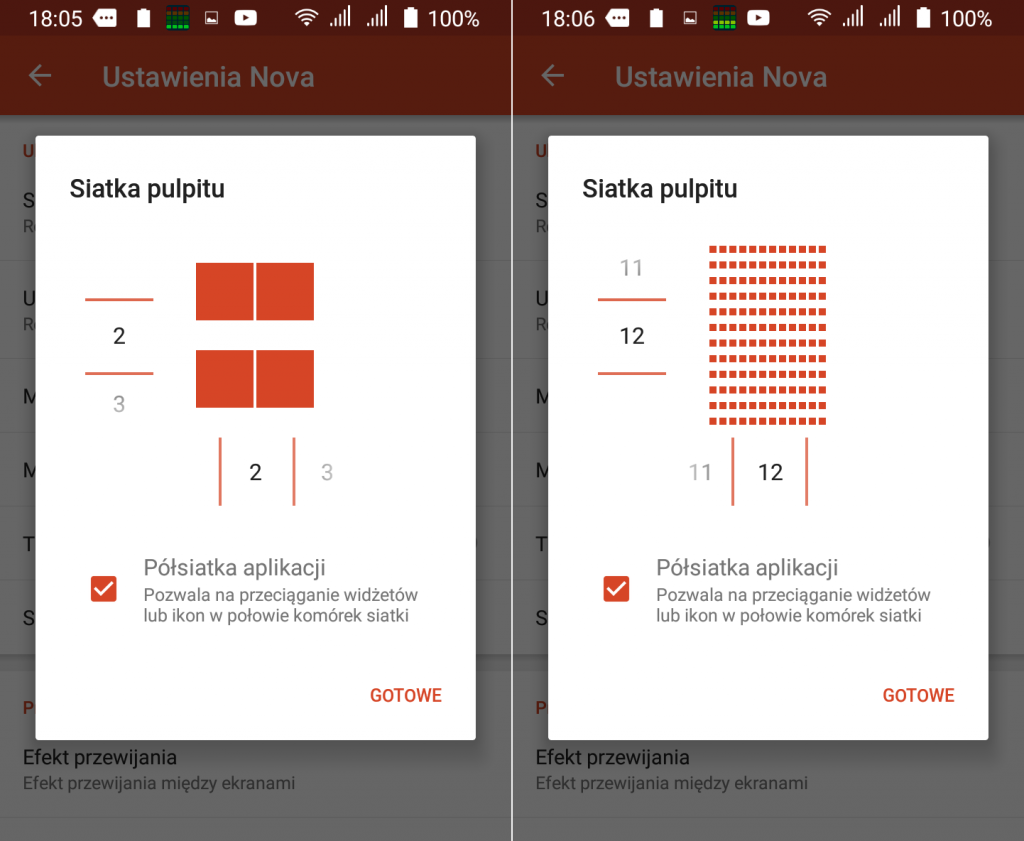 18:05 100%
Ustawienia Nova
U
S
R
U
R
M
M
T
S
Siatka pulpitu
2
3
2 3
Półsiatka aplikacji
Pozwala na przeciąganie widżetów
lub ikon w połowie komórek siatki
GOTOWE
P
Efekt przewijania
Efekt przewijania między ekranami
18:06 100%
Ustawienia Nova
U
S
R
U
R
M
M
T
S
Siatka pulpitu
11
12
11 12
Półsiatka aplikacji
Pozwala na przeciąganie widżetów
lub ikon w połowie komórek siatki
GOTOWE
P
Efekt przewijania
Efekt przewijania między ekranami